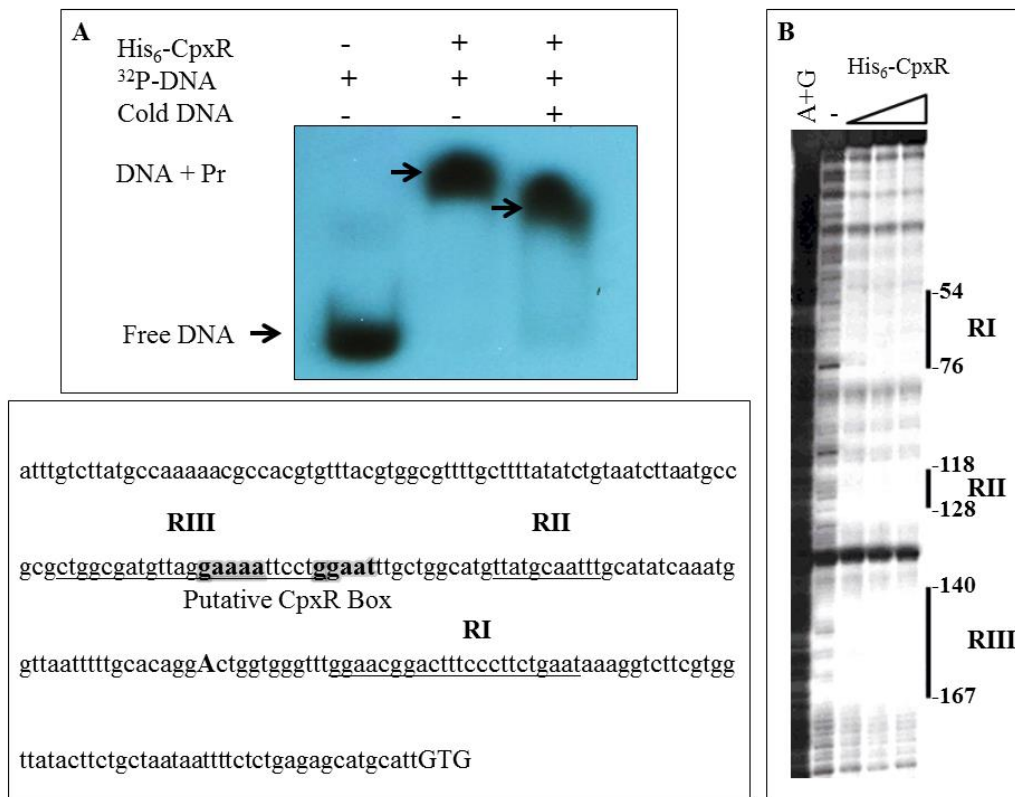 A
His6-CpxR - + +
32P-DNA + + +
Cold DNA - - +
DNA + Pr
Free DNA
atttgtcttatgccaaaaacgccacgtgtttacgtggcgttttgcttttatatctgtaatcttaatgcc
RIII RII
gcgctggcgatgttaggaaaattcctggaatttgctggcatgttatgcaatttgcatatcaaatg
Putative CpxR Box
RI
gttaatttttgcacaggActggtgggtttggaacggactttcccttctgaataaaggtcttcgtgg
ttatacttctgctaataattttctctgagagcatgcattGTG
B
His6-CpxR
A+G -
-54
RI
-76
-118
RII
-128
-140
RIII
-167